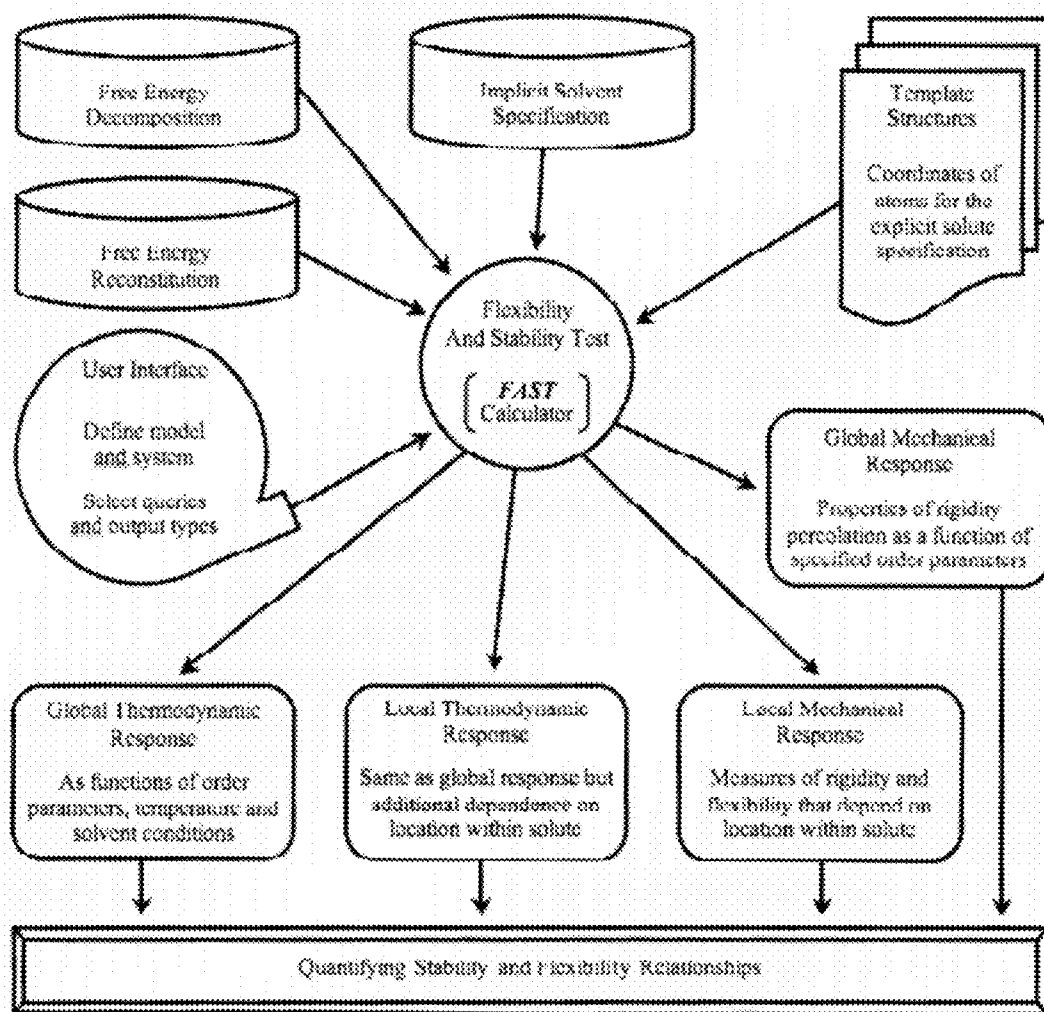 Free Energy
Decomposition
Implicit Solvent
Specification
Template
Structures
Coordinates of
atoms for the
explicit solute
specification
Free Energy
Reconstitution
Flexibility
And Stability Test
FAST
Calculator
User Interface
Define model
and system
Select queries
and output types
Global Mechanical
Response
Properties of rigidity
percolation as a function of
specified order parameters
Global Thermodynamic
Response
As functions of order
parameters, temperature and
solvent conditions
Local Thermodynamic
Response
Same as global response but
additional dependence on
location within solute
Local Mechanical
Response
Measures of rigidity and
flexibility that depend on
location within solute
Quantifying Stability and Flexibility Relationships